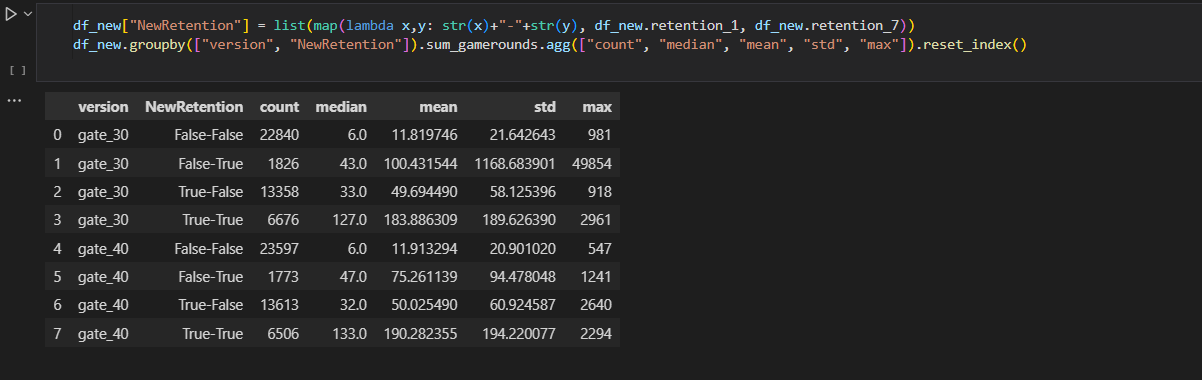 df_new["NewRetention"] = list(map(lambda x,y: str(x)+"-"+str(y), df_new.retention_1, df_new.retention_7))
df_new.groupby(["version", "NewRetention"]).sum_gamerounds.agg(["count", "median", "mean", "std", "max"]).reset_index()
[ ]
...
version NewRetention count median mean std max
0 gate_30 False-False 22840 6.0 11.819746 21.642643 981
1 gate_30 False-True 1826 43.0 100.431544 1168.683901 49854
2 gate_30 True-False 13358 33.0 49.694490 58.125396 918
3 gate_30 True-True 6676 127.0 183.886309 189.626390 2961
4 gate_40 False-False 23597 6.0 11.913294 20.901020 547
5 gate_40 False-True 1773 47.0 75.261139 94.478048 1241
6 gate_40 True-False 13613 32.0 50.025490 60.924587 2640
7 gate_40 True-True 6506 133.0 190.282355 194.220077 2294